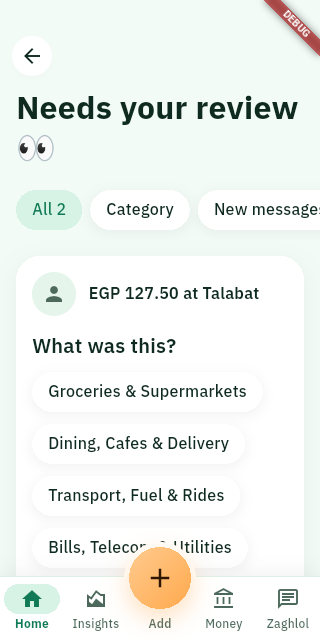 DEBUG
Needs your review
👀
All 2
Category
New message
EGP 127.50 at Talabat
What was this?
Groceries & Supermarkets
Dining, Cafes & Delivery
Transport, Fuel & Rides
Bills, Telecom & Utilities
Home
Insights
Add
Money
Zaghlol